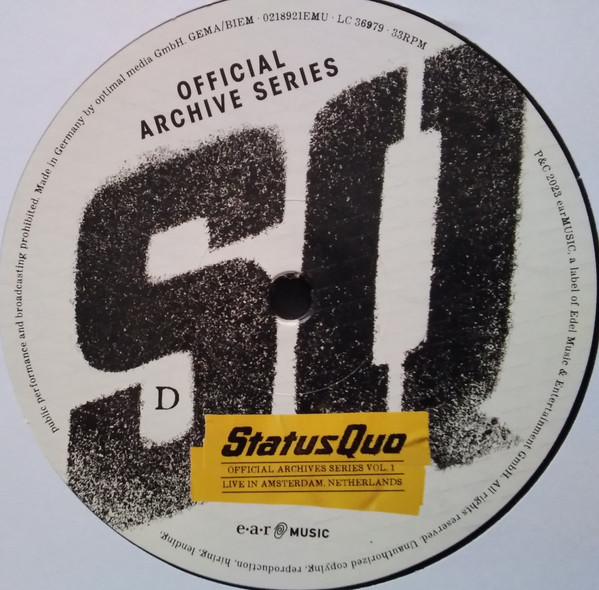 OFFICIAL
ARCHIVE SERIES
SQ
D
StatusQuo
OFFICIAL ARCHIVES SERIES VOL. 1
LIVE IN AMSTERDAM, NETHERLANDS
e·a·r MUSIC
P&C 2023 earMUSIC, a label of Edel Music & Entertainment GmbH. All rights reserved. Unauthorized copying, reproduction, hiring, lending, public performance and broadcasting prohibited. Made in Germany by optimal media GmbH. GEMA/BIEM · 0218921EMU · LC 36979 · 33RPM